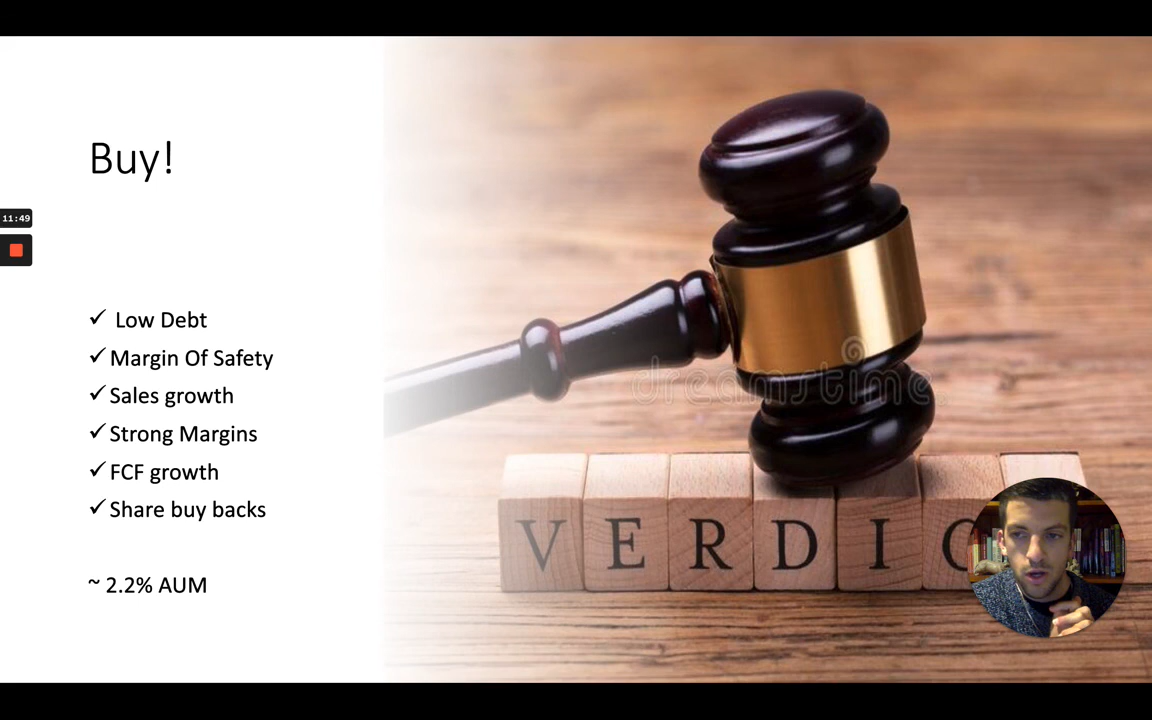 Buy!
11:49
✓ Low Debt
✓ Margin Of Safety
✓ Sales growth
✓ Strong Margins
✓ FCF growth
✓ Share buy backs
~ 2.2% AUM
dreamstime.
V E R D I C